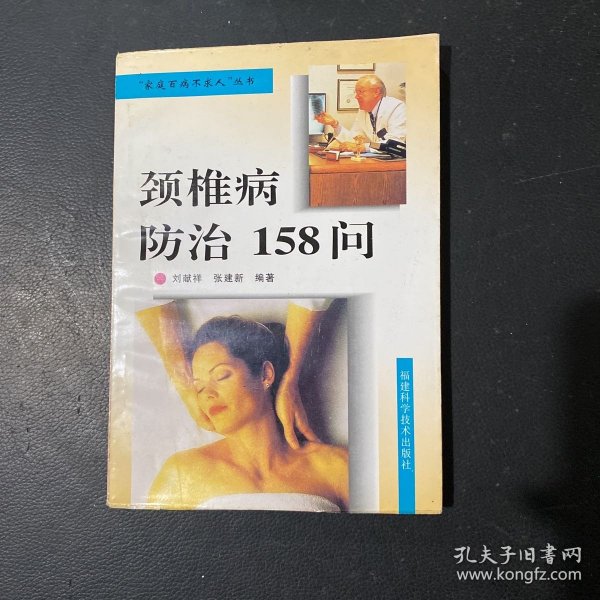 “家庭百病不求人”丛书
颈椎病
防治 158问
刘献祥 张建新 编著
福建科学技术出版社
孔夫子旧书网
www.kongfz.com